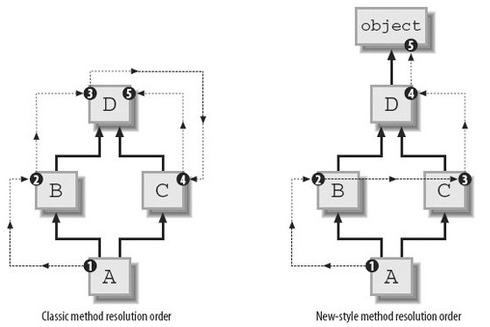 object
5
3 5
D
4
D
2
B
4
C
2
B
3
C
1
A
1
A
Classic method resolution order
New-style method resolution order